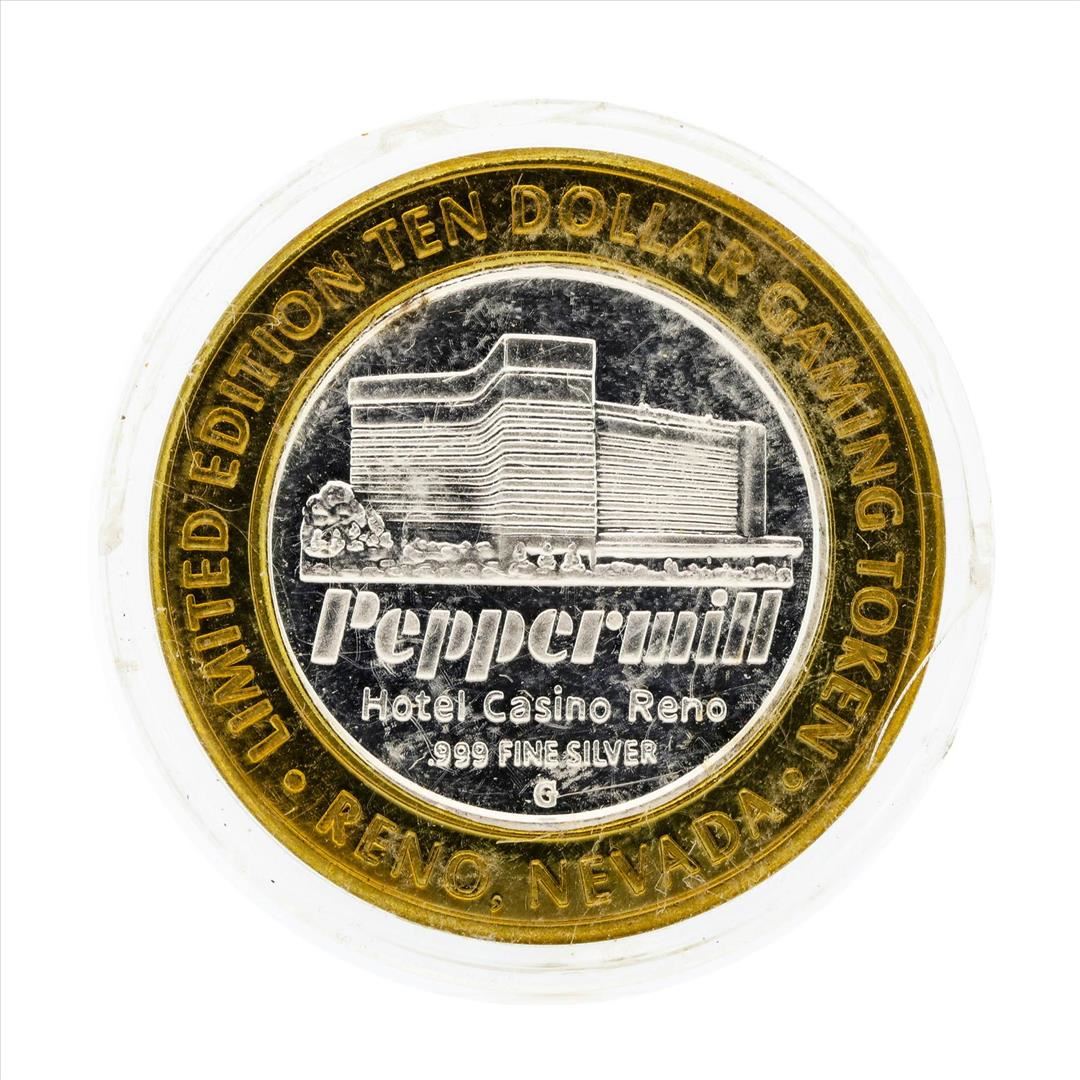 LIMITED EDITION TEN DOLLAR GAMING TOKEN
Peppermill
Hotel Casino Reno
.999 FINE SILVER
G
• RENO, NEVADA •